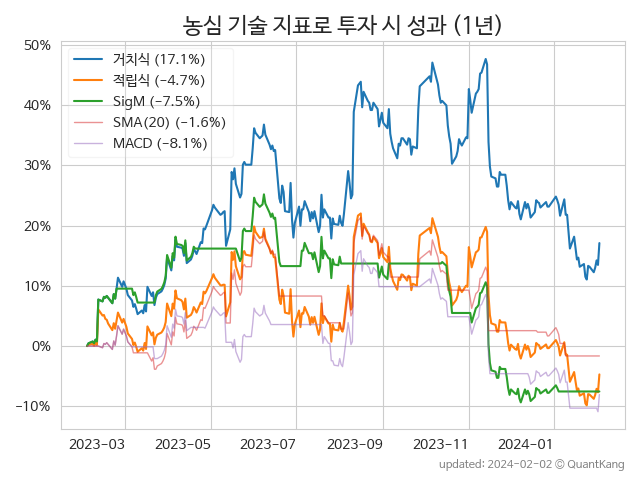 농심 기술 지표로 투자 시 성과 (1년)
거치식 (17.1%)
적립식 (−4.7%)
SigM (−7.5%)
SMA(20) (−1.6%)
MACD (−8.1%)
50%
40%
30%
20%
10%
0%
−10%
2023-03 2023-05 2023-07 2023-09 2023-11 2024-01
updated: 2024-02-02 © QuantKang